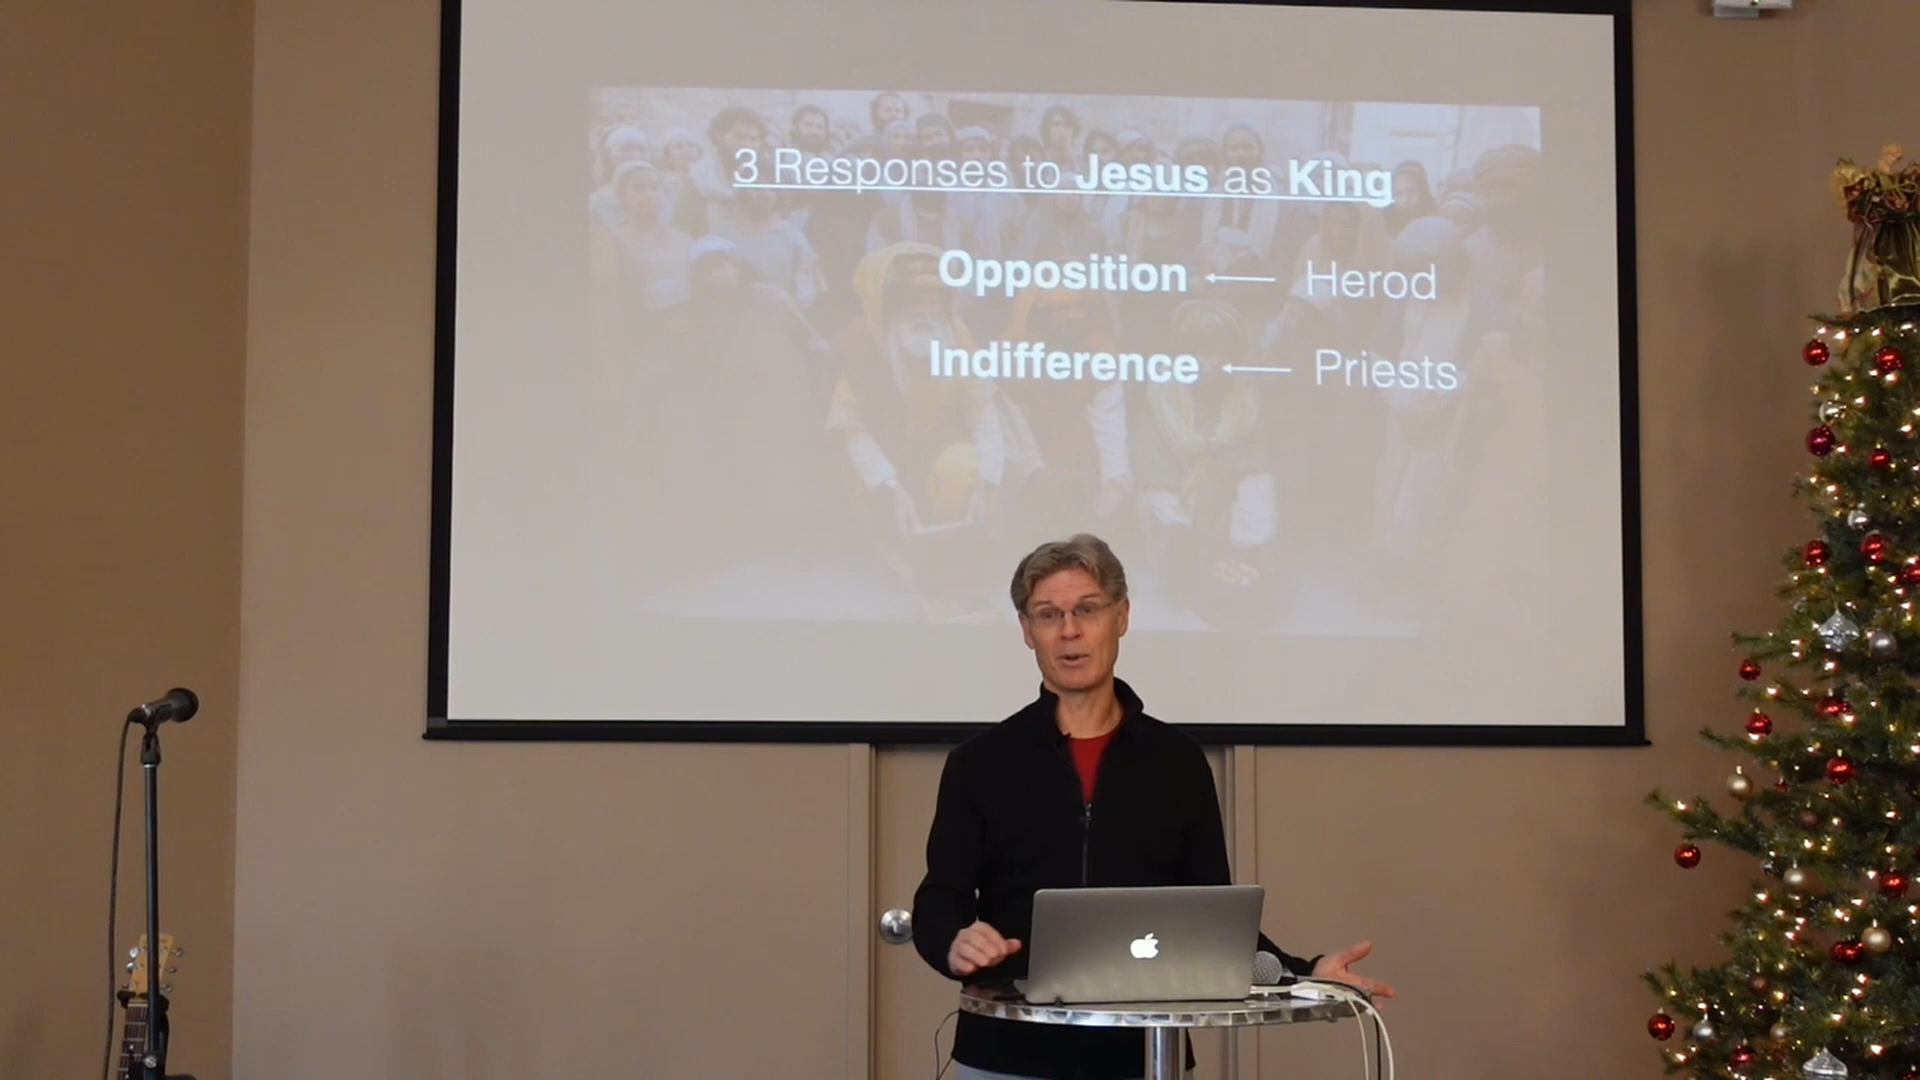 3 Responses to Jesus as King
Opposition ← Herod
Indifference ← Priests